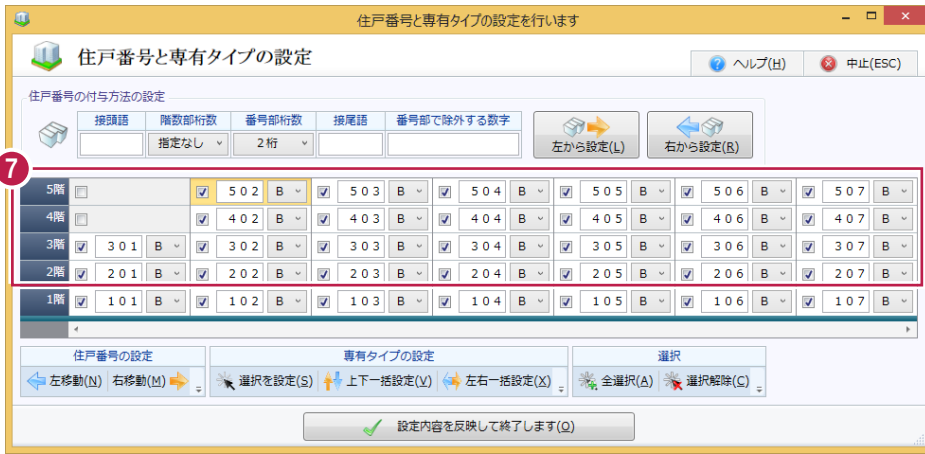 住戸番号と専有タイプの設定を行います
住戸番号と専有タイプの設定
ヘルプ(H) 中止(ESC)
住戸番号の付与方法の設定
接頭語 階数部桁数 番号部桁数 接尾語 番号部で除外する数字
指定なし 2桁
左から設定(L) 右から設定(R)
7
5階 502 B 503 B 504 B 505 B 506 B 507 B
4階 402 B 403 B 404 B 405 B 406 B 407 B
3階 301 B 302 B 303 B 304 B 305 B 306 B 307 B
2階 201 B 202 B 203 B 204 B 205 B 206 B 207 B
1階 101 B 102 B 103 B 104 B 105 B 106 B 107 B
住戸番号の設定 専有タイプの設定 選択
左移動(N) 右移動(M) 選択を設定(S) 上下一括設定(V) 左右一括設定(X) 全選択(A) 選択解除(C)
設定内容を反映して終了します(O)